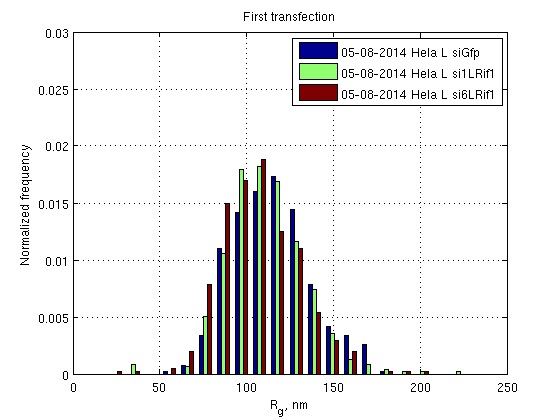 First transfection
0.03
0.025
0.02
0.015
0.01
0.005
0
Normalized frequency
05-08-2014 Hela L siGfp
05-08-2014 Hela L si1LRif1
05-08-2014 Hela L si6LRif1
0 50 100 150 200 250
Rg, nm